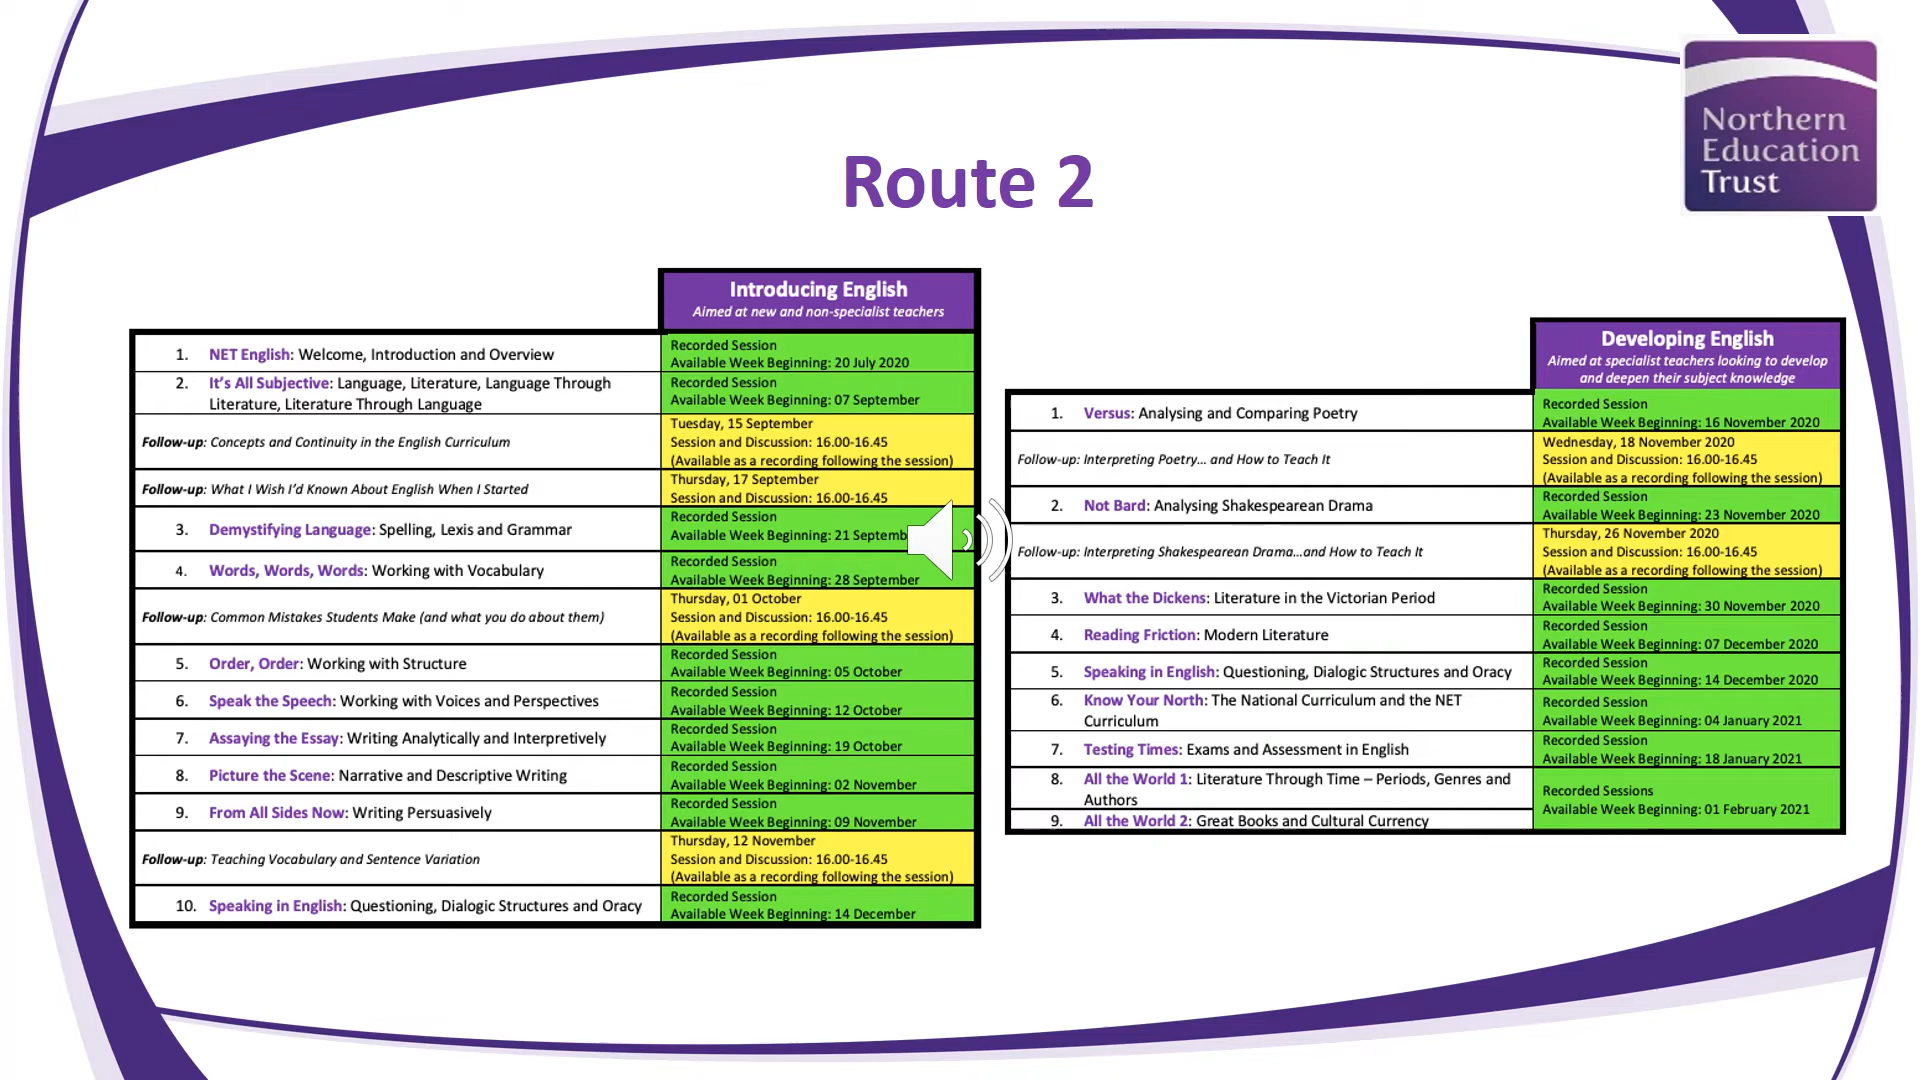 Northern
Education
Trust
Route 2
Introducing English
Aimed at new and non-specialist teachers
1. NET English: Welcome, Introduction and Overview
Recorded Session
Available Week Beginning: 20 July 2020
2. It's All Subjective: Language, Literature, Language Through
Literature, Literature Through Language
Recorded Session
Available Week Beginning: 07 September
Follow-up: Concepts and Continuity in the English Curriculum
Tuesday, 15 September
Session and Discussion: 16.00-16.45
(Available as a recording following the session)
Follow-up: What I Wish I'd Known About English When I Started
Thursday, 17 September
Session and Discussion: 16.00-16.45
3. Demystifying Language: Spelling, Lexis and Grammar
Recorded Session
Available Week Beginning: 21 Septemb
4. Words, Words, Words: Working with Vocabulary
Recorded Session
Available Week Beginning: 28 September
Follow-up: Common Mistakes Students Make (and what you do about them)
Thursday, 01 October
Session and Discussion: 16.00-16.45
(Available as a recording following the session)
5. Order, Order: Working with Structure
Recorded Session
Available Week Beginning: 05 October
6. Speak the Speech: Working with Voices and Perspectives
Recorded Session
Available Week Beginning: 12 October
7. Assaying the Essay: Writing Analytically and Interpretively
Recorded Session
Available Week Beginning: 19 October
8. Picture the Scene: Narrative and Descriptive Writing
Recorded Session
Available Week Beginning: 02 November
9. From All Sides Now: Writing Persuasively
Recorded Session
Available Week Beginning: 09 November
Follow-up: Teaching Vocabulary and Sentence Variation
Thursday, 12 November
Session and Discussion: 16.00-16.45
(Available as a recording following the session)
10. Speaking in English: Questioning, Dialogic Structures and Oracy
Recorded Session
Available Week Beginning: 14 December
Developing English
Aimed at specialist teachers looking to develop
and deepen their subject knowledge
1. Versus: Analysing and Comparing Poetry
Recorded Session
Available Week Beginning: 16 November 2020
Follow-up: Interpreting Poetry... and How to Teach It
Wednesday, 18 November 2020
Session and Discussion: 16.00-16.45
(Available as a recording following the session)
2. Not Bard: Analysing Shakespearean Drama
Recorded Session
Available Week Beginning: 23 November 2020
Follow-up: Interpreting Shakespearean Drama...and How to Teach It
Thursday, 26 November 2020
Session and Discussion: 16.00-16.45
(Available as a recording following the session)
3. What the Dickens: Literature in the Victorian Period
Recorded Session
Available Week Beginning: 30 November 2020
4. Reading Friction: Modern Literature
Recorded Session
Available Week Beginning: 07 December 2020
5. Speaking in English: Questioning, Dialogic Structures and Oracy
Recorded Session
Available Week Beginning: 14 December 2020
6. Know Your North: The National Curriculum and the NET
Curriculum
Recorded Session
Available Week Beginning: 04 January 2021
7. Testing Times: Exams and Assessment in English
Recorded Session
Available Week Beginning: 18 January 2021
8. All the World 1: Literature Through Time – Periods, Genres and
Authors
9. All the World 2: Great Books and Cultural Currency
Recorded Sessions
Available Week Beginning: 01 February 2021